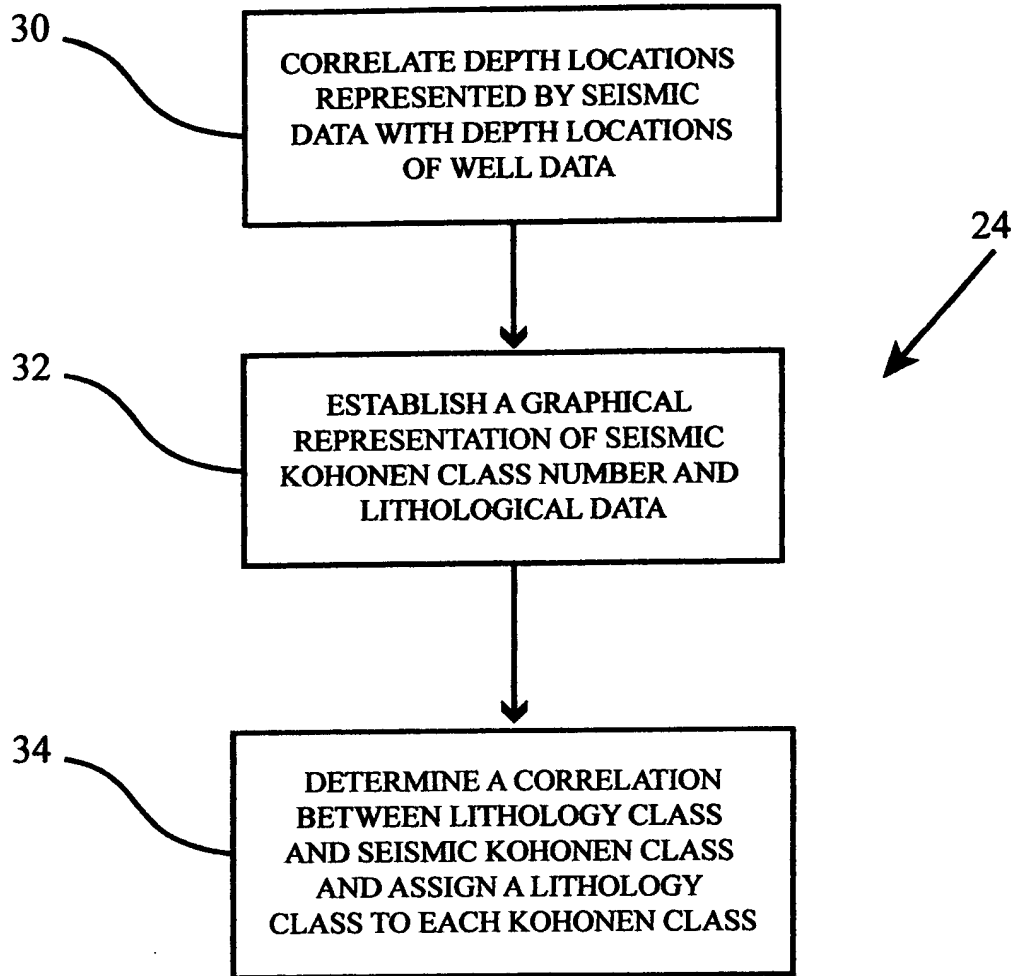 30
CORRELATE DEPTH LOCATIONS
REPRESENTED BY SEISMIC
DATA WITH DEPTH LOCATIONS
OF WELL DATA
24
32
ESTABLISH A GRAPHICAL
REPRESENTATION OF SEISMIC
KOHONEN CLASS NUMBER AND
LITHOLOGICAL DATA
34
DETERMINE A CORRELATION
BETWEEN LITHOLOGY CLASS
AND SEISMIC KOHONEN CLASS
AND ASSIGN A LITHOLOGY
CLASS TO EACH KOHONEN CLASS